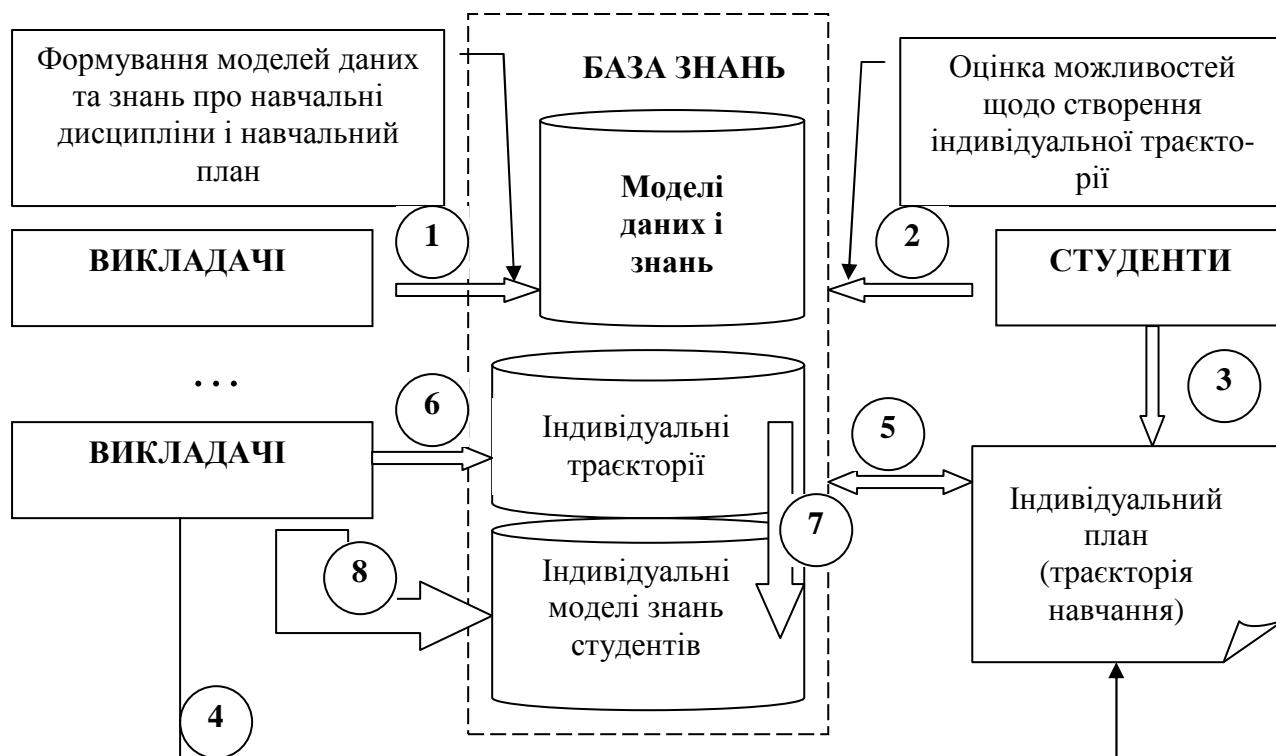 Формування моделей даних
та знань про навчальні
дисципліни і навчальний
план
БАЗА ЗНАНЬ
Оцінка можливостей
щодо створення
індивідуальної траєкто-
рії
Моделі
даних і
знань
1
2
ВИКЛАДАЧІ
СТУДЕНТИ
. . .
3
6
5
ВИКЛАДАЧІ
Індивідуальні
траєкторії
7
Індивідуальний
план
(траєкторія
навчання)
8
Індивідуальні
моделі знань
студентів
4